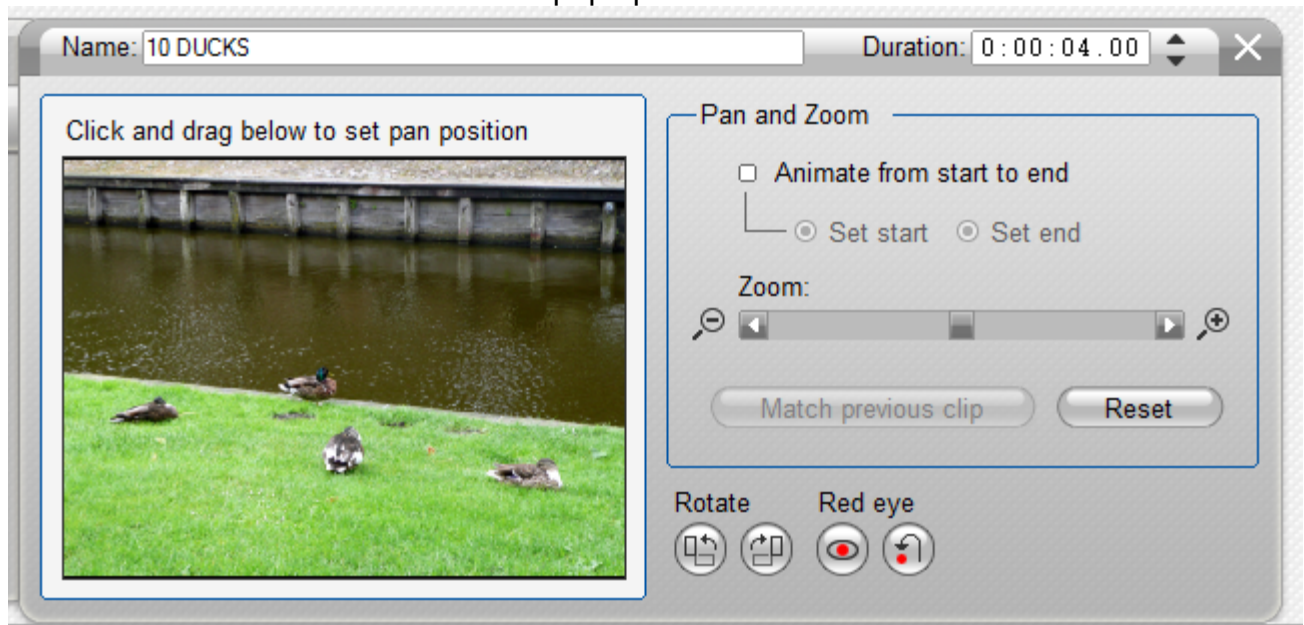 Name: 10 DUCKS Duration: 0:00:04.00
Click and drag below to set pan position
Pan and Zoom
Animate from start to end
Set start Set end
Zoom:
Match previous clip Reset
Rotate Red eye